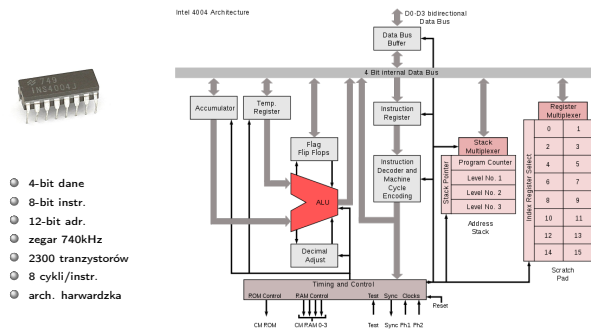 Intel 4004 Architecture
D0-D3 bidirectional
Data Bus
Data Bus
Buffer
4 Bit internal Data Bus
749
INS4004J
Accumulator
Temp.
Register
Flag
Flip Flops
ALU
Decimal
Adjust
Instruction
Register
Instruction
Decoder and
Machine
Cycle
Encoding
Stack
Multiplexer
Stack Pointer
Program Counter
Level No. 1
Level No. 2
Level No. 3
Address
Stack
Register
Multiplexer
Index Register Select
0 1
2 3
4 5
6 7
8 9
10 11
12 13
14 15
Scratch
Pad
Timing and Control
ROM Control RAM Control Test Sync Clocks
Reset
CM ROM CM RAM 0-3 Test Sync Ph1 Ph2
4-bit dane
8-bit instr.
12-bit adr.
zegar 740kHz
2300 tranzystorów
8 cykli/instr.
arch. harwardzka